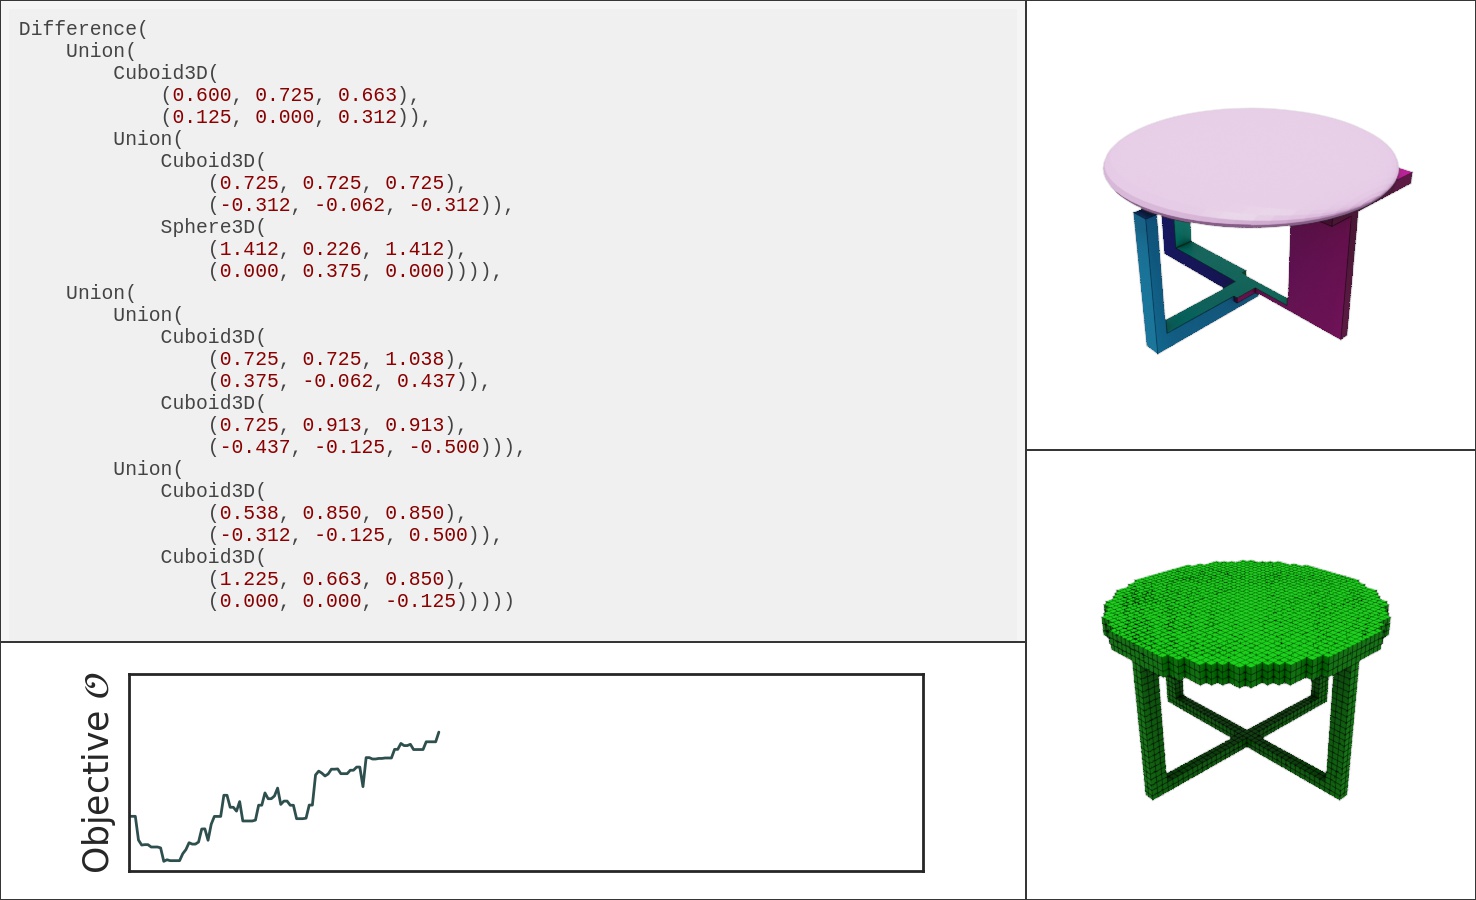 Difference(
    Union(
        Cuboid3D(
            (0.600, 0.725, 0.663),
            (0.125, 0.000, 0.312)),
        Union(
            Cuboid3D(
                (0.725, 0.725, 0.725),
                (-0.312, -0.062, -0.312)),
            Sphere3D(
                (1.412, 0.226, 1.412),
                (0.000, 0.375, 0.000)))),
    Union(
        Union(
            Cuboid3D(
                (0.725, 0.725, 1.038),
                (0.375, -0.062, 0.437)),
            Cuboid3D(
                (0.725, 0.913, 0.913),
                (-0.437, -0.125, -0.500))),
        Union(
            Cuboid3D(
                (0.538, 0.850, 0.850),
                (-0.312, -0.125, 0.500)),
            Cuboid3D(
                (1.225, 0.663, 0.850),
                (0.000, 0.000, -0.125)))))
Objective 𝒪